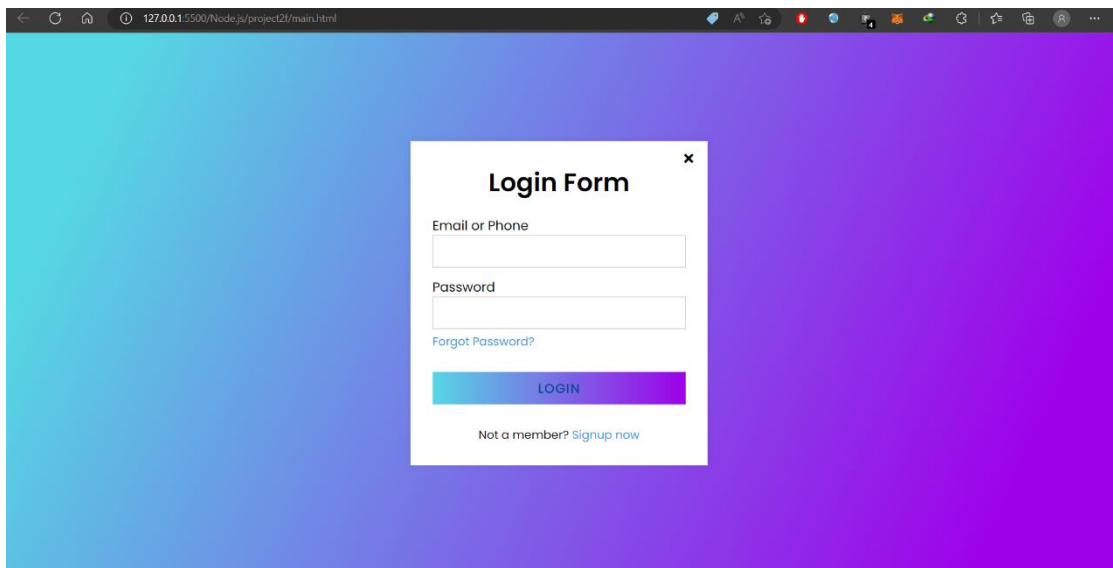 127.0.0.1:5500/Node.js/project2f/main.html
Login Form
Email or Phone
Password
Forgot Password?
LOGIN
Not a member? Signup now